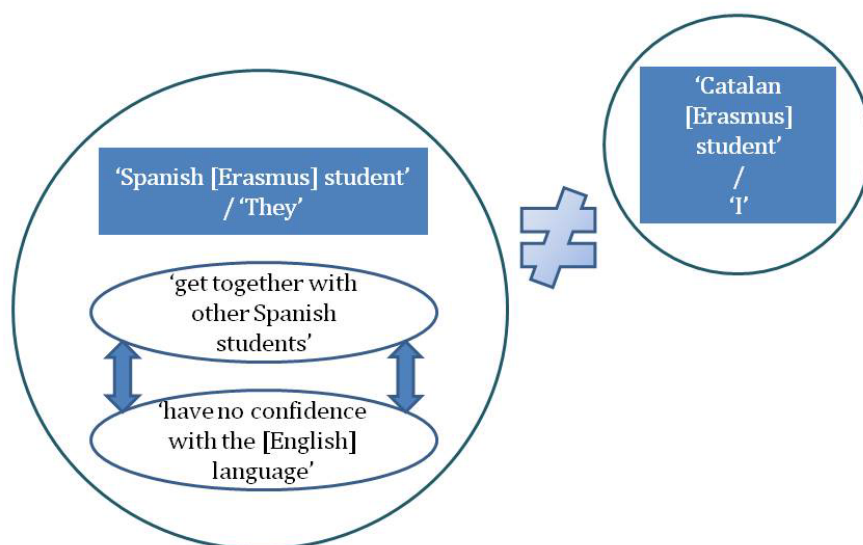 ‘Spanish [Erasmus] student’
/ ‘They’
‘get together with
other Spanish
students’
‘have no confidence
with the [English]
language’
≠
‘Catalan
[Erasmus]
student’
/
‘I’